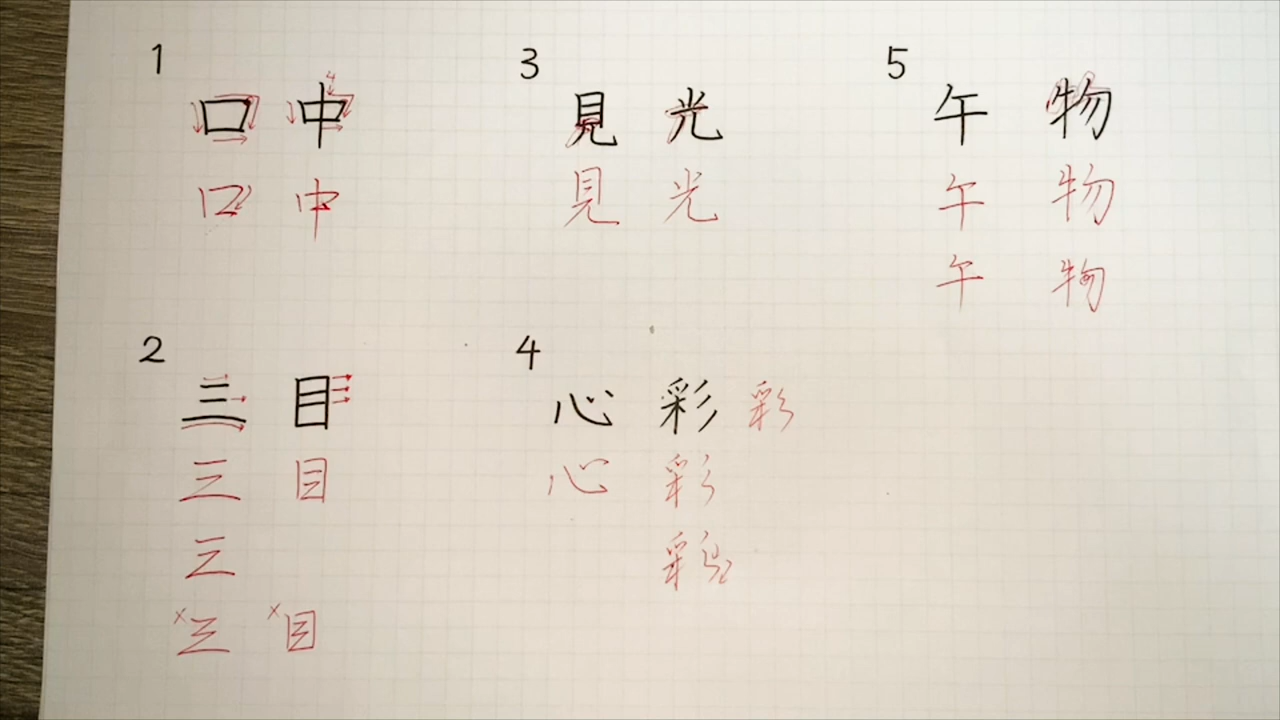 1
口 中 4
口 中
2
三 目
三 目
三
x 三 x 目
3
見 光
見 光
4
心 彩 彩
心 彩
彩
5
午 物
午 物
午 物